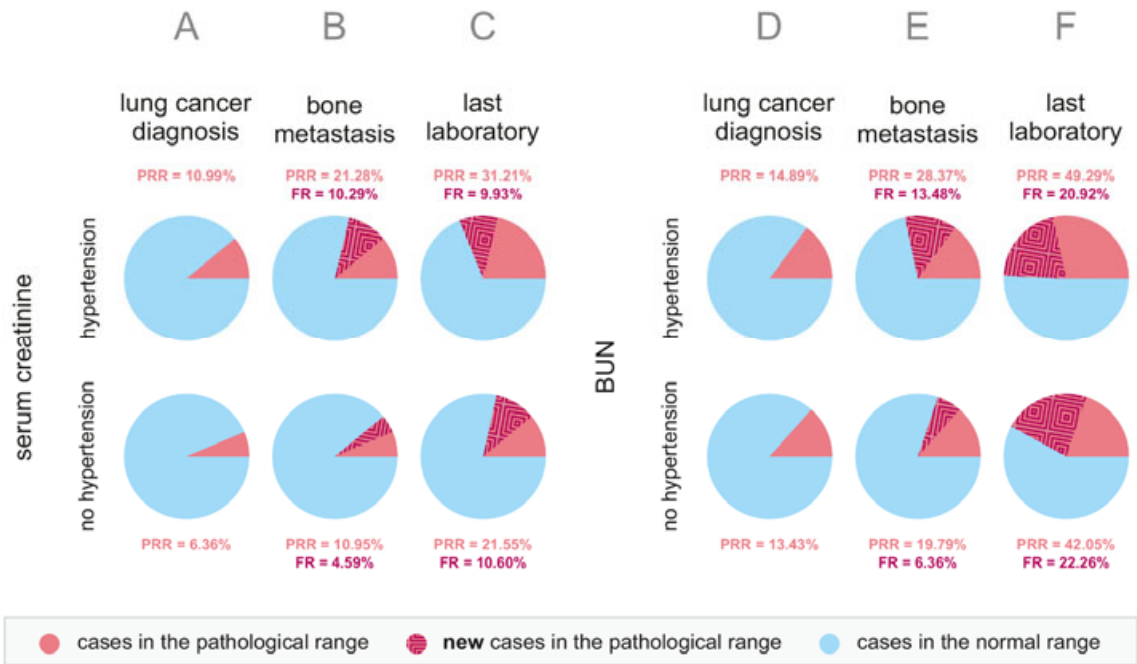 A B C D E F
lung cancer bone last lung cancer bone last
diagnosis metastasis laboratory diagnosis metastasis laboratory
PRR = 10.99% PRR = 21.28% PRR = 31.21% PRR = 14.89% PRR = 28.37% PRR = 49.29%
FR = 10.29% FR = 9.93% FR = 13.48% FR = 20.92%
serum creatinine
hypertension
no hypertension
BUN
hypertension
no hypertension
PRR = 6.36% PRR = 10.95% PRR = 21.55% PRR = 13.43% PRR = 19.79% PRR = 42.05%
FR = 4.59% FR = 10.60% FR = 6.36% FR = 22.26%
cases in the pathological range new cases in the pathological range cases in the normal range